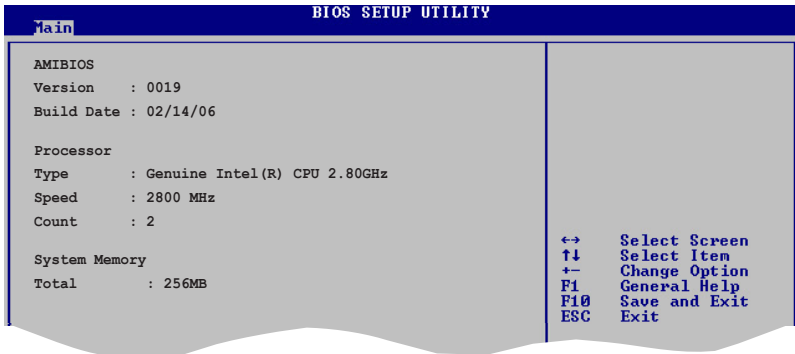 BIOS SETUP UTILITY
Main
AMIBIOS
Version : 0019
Build Date : 02/14/06
Processor
Type : Genuine Intel(R) CPU 2.80GHz
Speed : 2800 MHz
Count : 2
System Memory
Total : 256MB
←→ Select Screen
↑↓ Select Item
+- Change Option
F1 General Help
F10 Save and Exit
ESC Exit